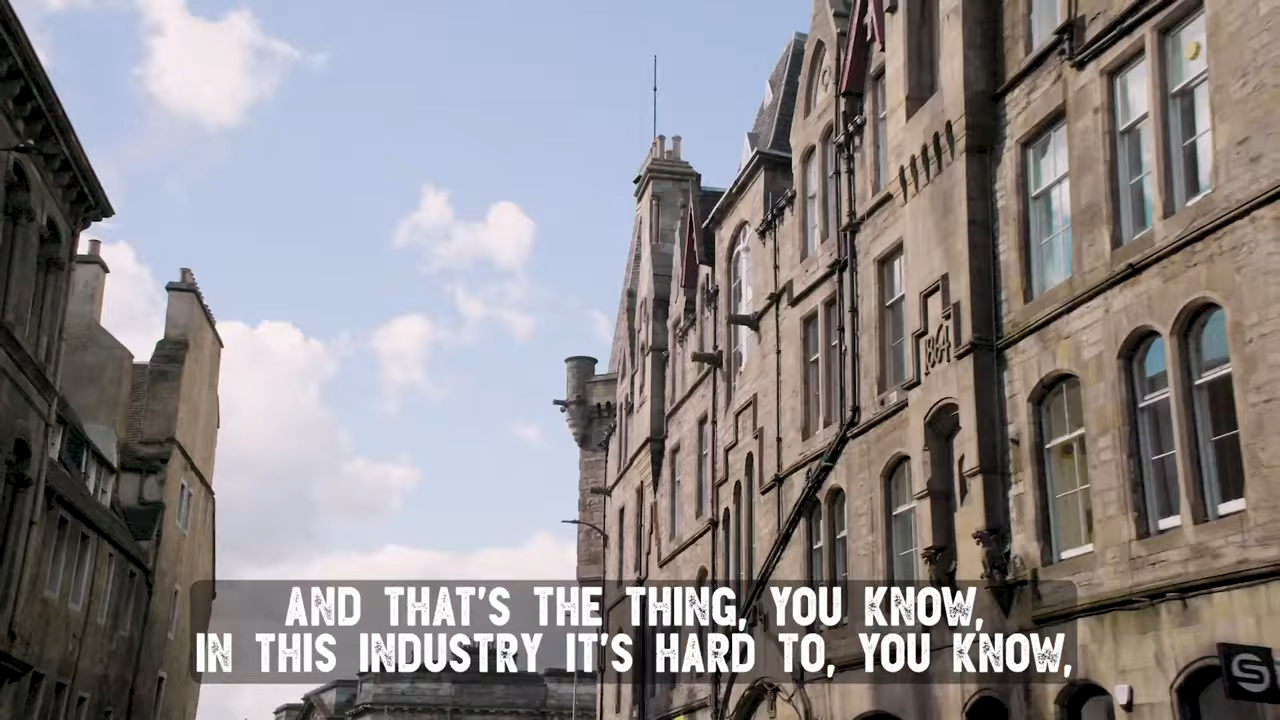 1864
AND THAT'S THE THING, YOU KNOW,
IN THIS INDUSTRY IT'S HARD TO, YOU KNOW,
S